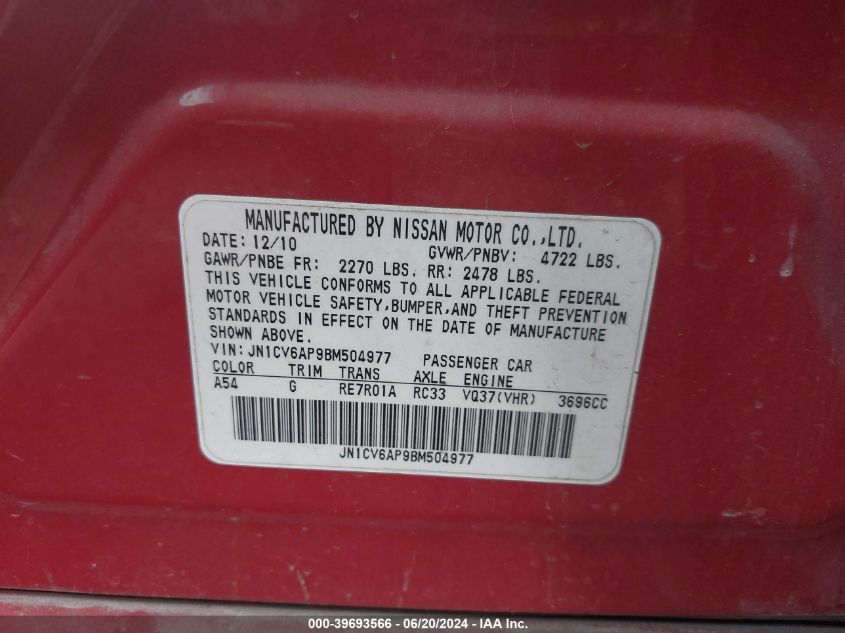 MANUFACTURED BY NISSAN MOTOR CO.,LTD.
DATE: 12/10 GVWR/PNBV: 4722 LBS.
GAWR/PNBE FR: 2270 LBS. RR: 2478 LBS.
THIS VEHICLE CONFORMS TO ALL APPLICABLE FEDERAL
MOTOR VEHICLE SAFETY,BUMPER,AND THEFT PREVENTION
STANDARDS IN EFFECT ON THE DATE OF MANUFACTURE
SHOWN ABOVE.
VIN:JN1CV6AP9BM504977 PASSENGER CAR
COLOR TRIM TRANS AXLE ENGINE
A54 G RE7R01A RC33 VQ37(VHR) 3696CC
JN1CV6AP9BM504977
000-39693566 / 06/20/2024 - IAA Inc.